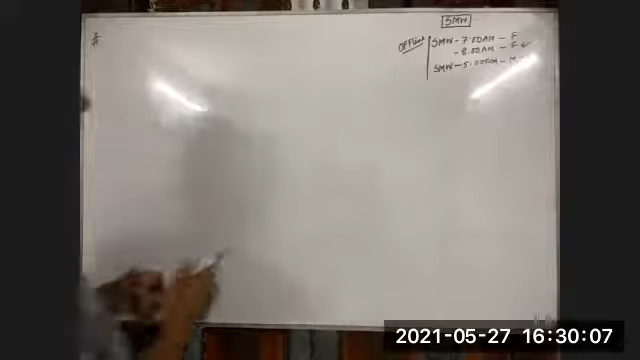 SMW
#
OFFline
SMW - 7.00AM - F
- 8.00AM - F
SMW - 5.00PM - M
2021-05-27 16:30:07